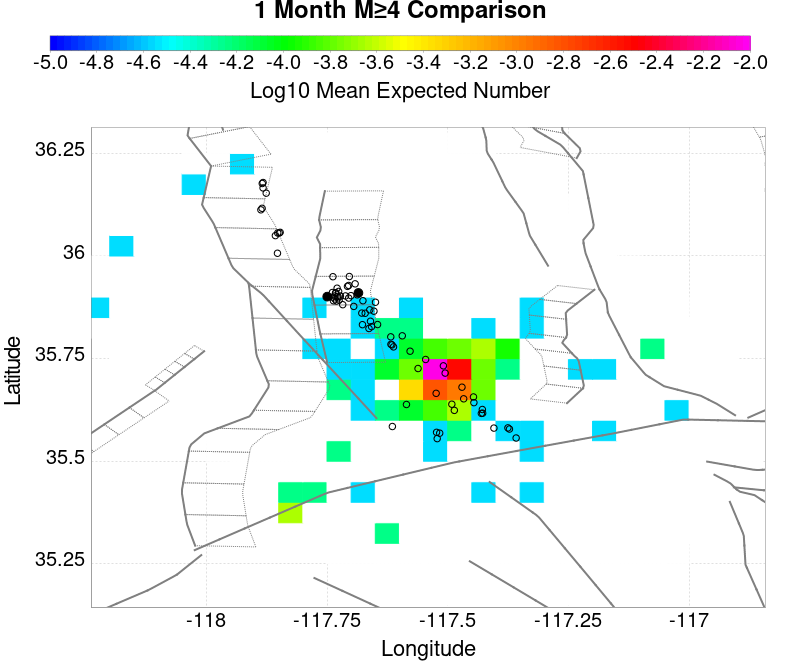 1 Month M≥4 Comparison
-5.0 -4.8 -4.6 -4.4 -4.2 -4.0 -3.8 -3.6 -3.4 -3.2 -3.0 -2.8 -2.6 -2.4 -2.2 -2.0
Log10 Mean Expected Number
36.25
36
35.75
35.5
35.25
Latitude
-118 -117.75 -117.5 -117.25 -117
Longitude